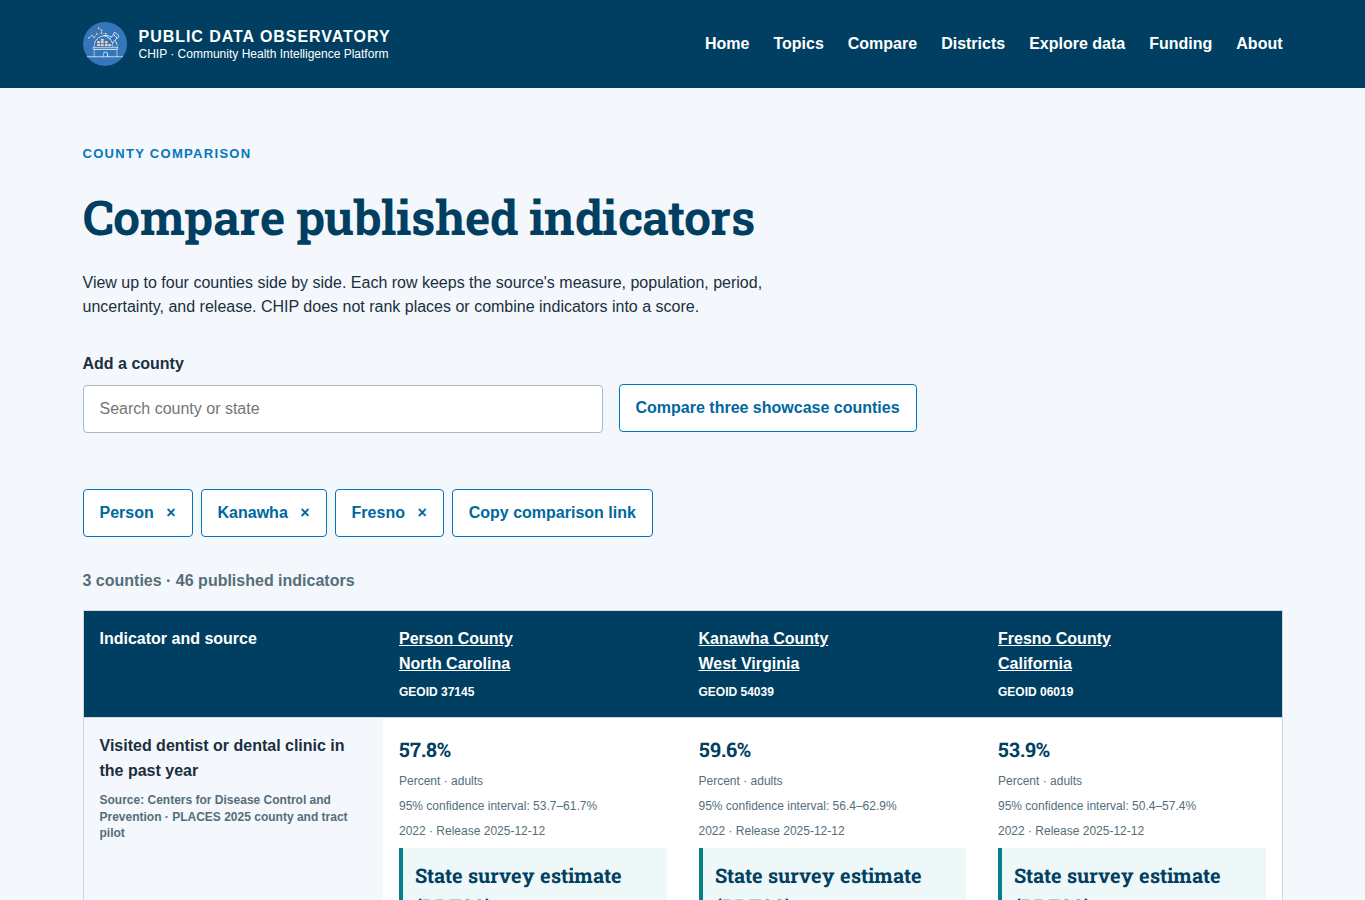 PUBLIC DATA OBSERVATORY
CHIP · Community Health Intelligence Platform
Home Topics Compare Districts Explore data Funding About
COUNTY COMPARISON
Compare published indicators
View up to four counties side by side. Each row keeps the source's measure, population, period,
uncertainty, and release. CHIP does not rank places or combine indicators into a score.
Add a county
Search county or state
Compare three showcase counties
Person × Kanawha × Fresno × Copy comparison link
3 counties · 46 published indicators
Indicator and source
Person County
North Carolina
GEOID 37145
Kanawha County
West Virginia
GEOID 54039
Fresno County
California
GEOID 06019
Visited dentist or dental clinic in
the past year
Source: Centers for Disease Control and
Prevention · PLACES 2025 county and tract
pilot
57.8%
Percent · adults
95% confidence interval: 53.7–61.7%
2022 · Release 2025-12-12
State survey estimate
59.6%
Percent · adults
95% confidence interval: 56.4–62.9%
2022 · Release 2025-12-12
State survey estimate
53.9%
Percent · adults
95% confidence interval: 50.4–57.4%
2022 · Release 2025-12-12
State survey estimate